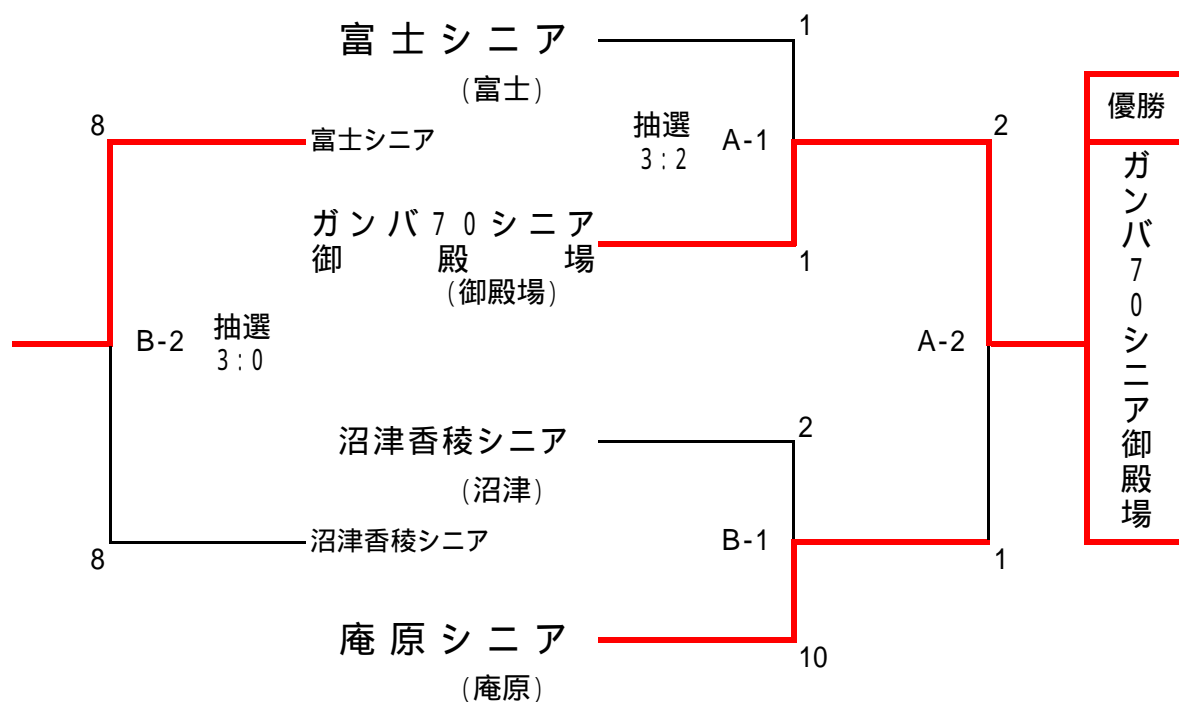 富士シニア
(富士)
1
8
富士シニア
抽選
3:2
A-1
2
優勝
ガンバ70シニア
御殿場
(御殿場)
1
ガンバ70シニア御殿場
B-2
抽選
3:0
A-2
沼津香稜シニア
(沼津)
2
8
沼津香稜シニア
B-1
1
庵原シニア
(庵原)
10